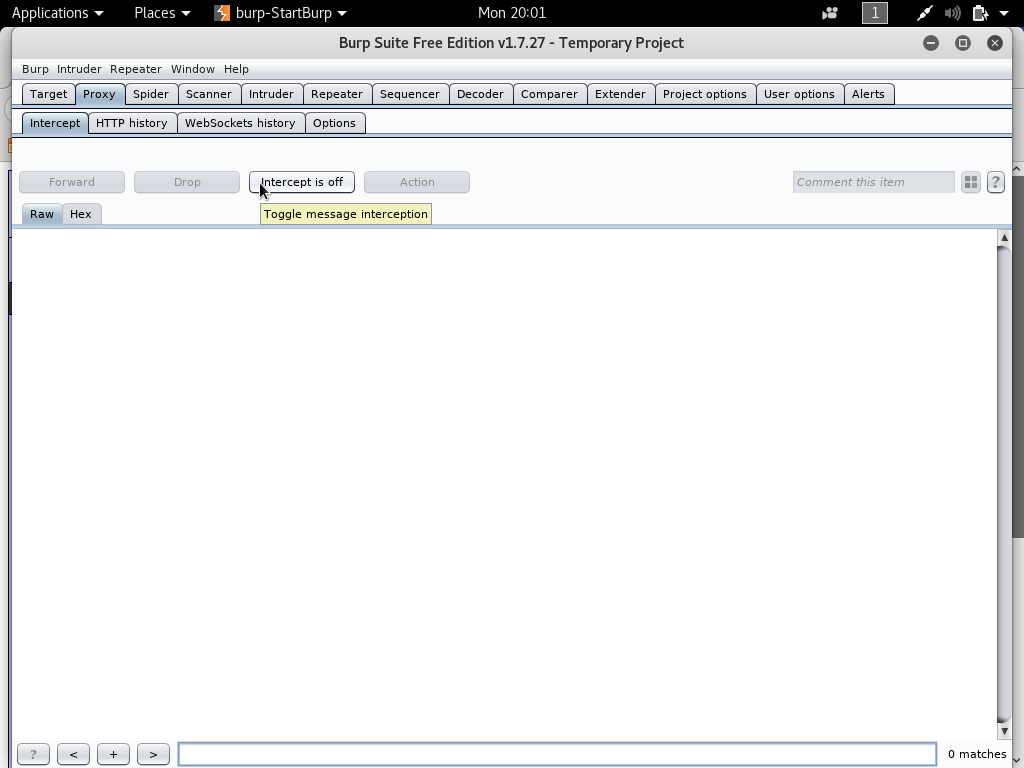 Applications Places burp-StartBurp Mon 20:01 1
Burp Suite Free Edition v1.7.27 - Temporary Project
Burp Intruder Repeater Window Help
Target Proxy Spider Scanner Intruder Repeater Sequencer Decoder Comparer Extender Project options User options Alerts
Intercept HTTP history WebSockets history Options
Forward Drop Intercept is off Action Comment this item ?
Raw Hex Toggle message interception
? < + > 0 matches